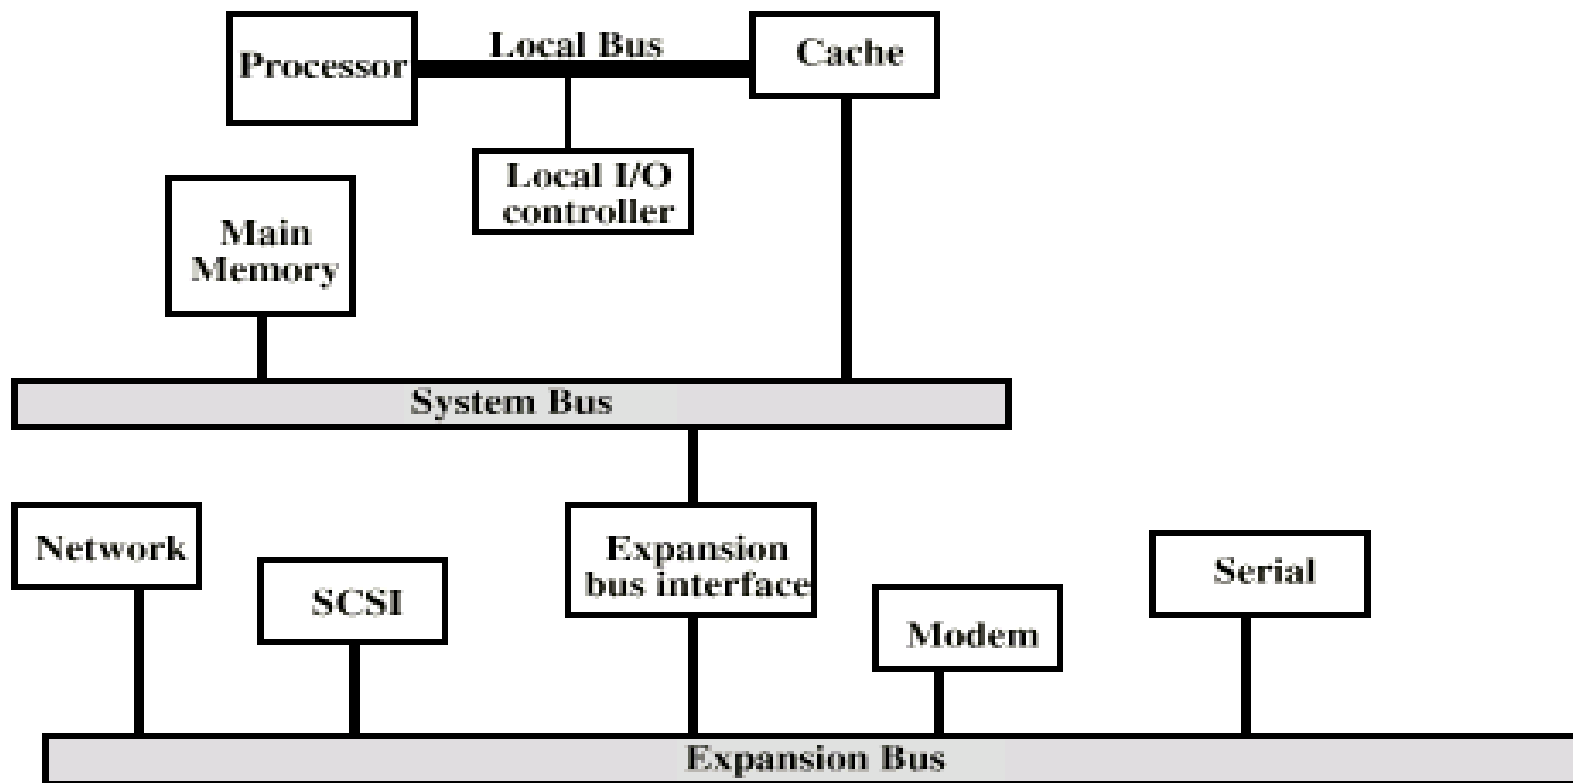 Local Bus
Processor
Cache
Local I/O
controller
Main
Memory
System Bus
Network
SCSI
Expansion
bus interface
Modem
Serial
Expansion Bus